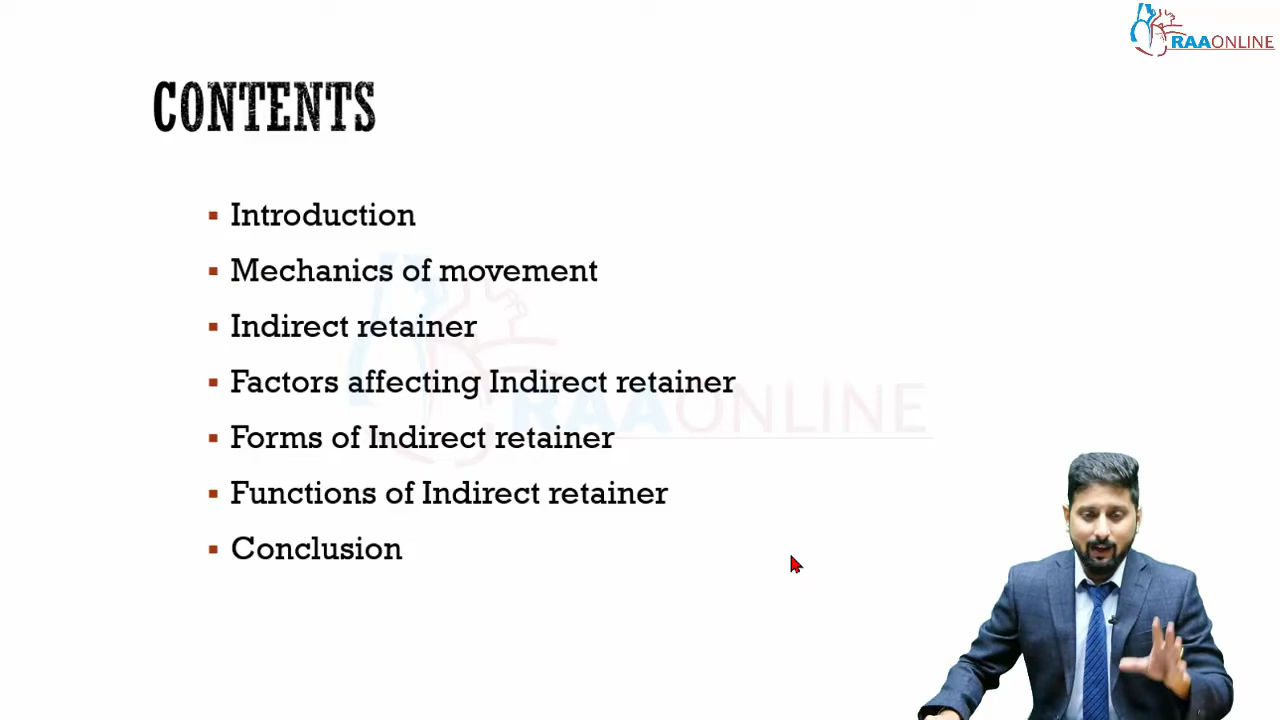 RAAONLINE
CONTENTS
Introduction
Mechanics of movement
Indirect retainer
Factors affecting Indirect retainer
RAAONLINE
Forms of Indirect retainer
Functions of Indirect retainer
Conclusion